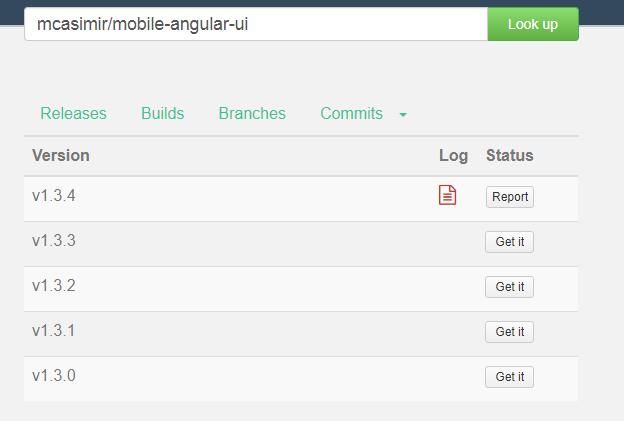 mcasimir/mobile-angular-ui Look up
Releases Builds Branches Commits
Version Log Status
v1.3.4 Report
v1.3.3 Get it
v1.3.2 Get it
v1.3.1 Get it
v1.3.0 Get it